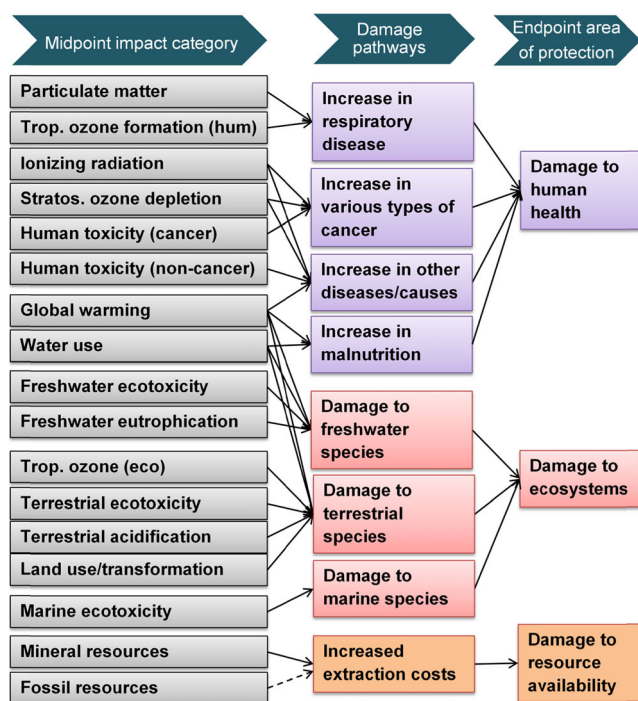 Midpoint impact category
Damage
pathways
Endpoint area
of protection
Particulate matter
Trop. ozone formation (hum)
Ionizing radiation
Stratos. ozone depletion
Human toxicity (cancer)
Human toxicity (non-cancer)
Global warming
Water use
Freshwater ecotoxicity
Freshwater eutrophication
Trop. ozone (eco)
Terrestrial ecotoxicity
Terrestrial acidification
Land use/transformation
Marine ecotoxicity
Mineral resources
Fossil resources
Increase in
respiratory
disease
Increase in
various types of
cancer
Increase in other
diseases/causes
Increase in
malnutrition
Damage to
freshwater
species
Damage to
terrestrial
species
Damage to
marine species
Increased
extraction costs
Damage to
human
health
Damage to
ecosystems
Damage to
resource
availability